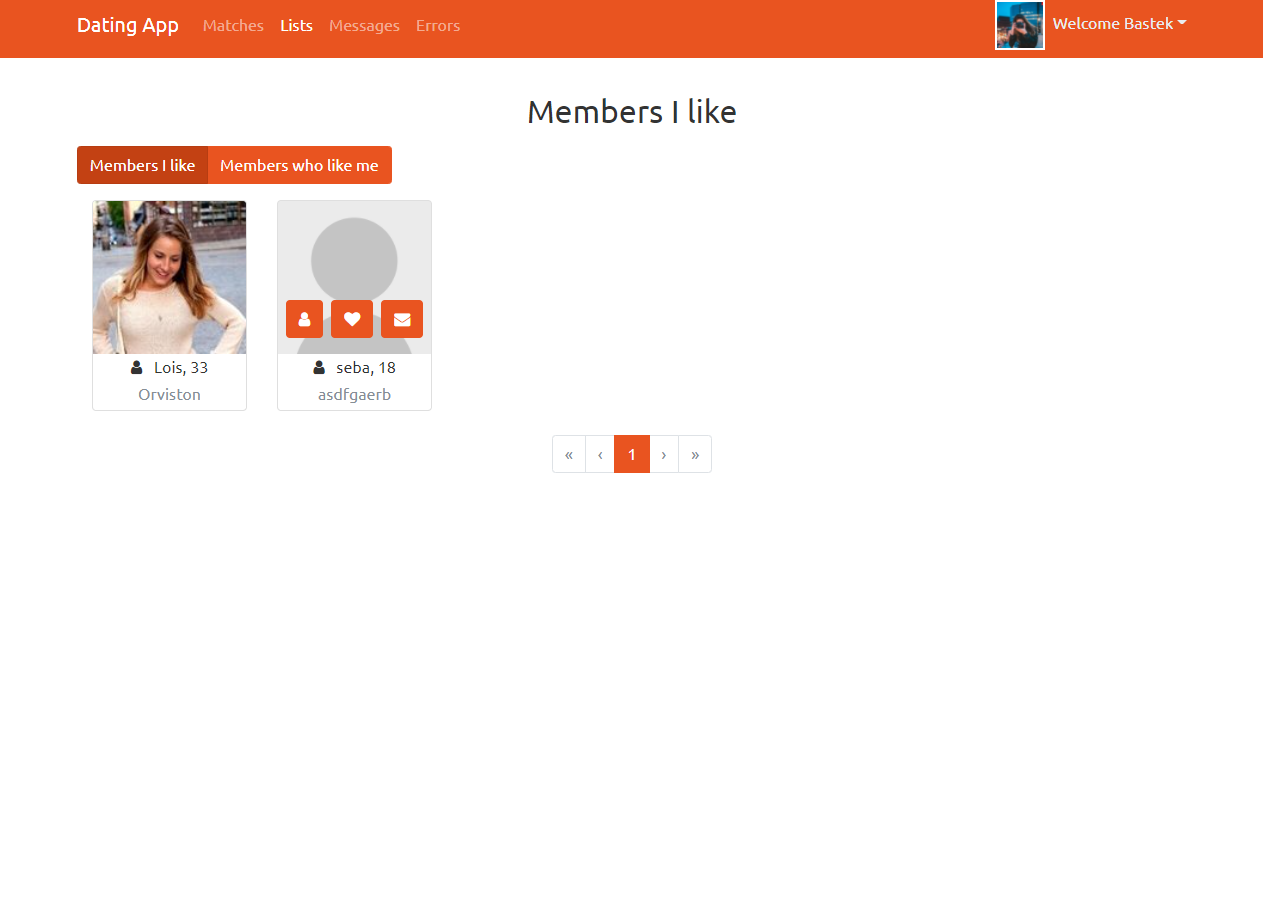 Dating App Matches Lists Messages Errors Welcome Bastek
Members I like
Members I like Members who like me
Lois, 33 seba, 18
Orviston asdfgaerb
« ‹ 1 › »